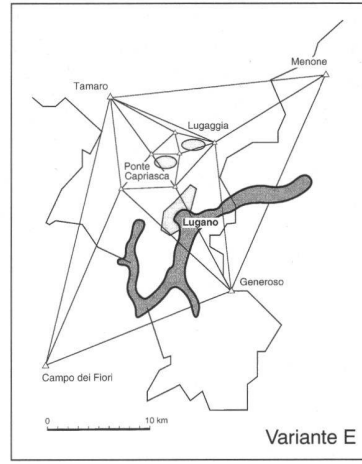 Menone
Tamaro
Lugaggia
Ponte
Capriasca
Lugano
Generoso
Campo dei Fiori
0 10 km
Variante E